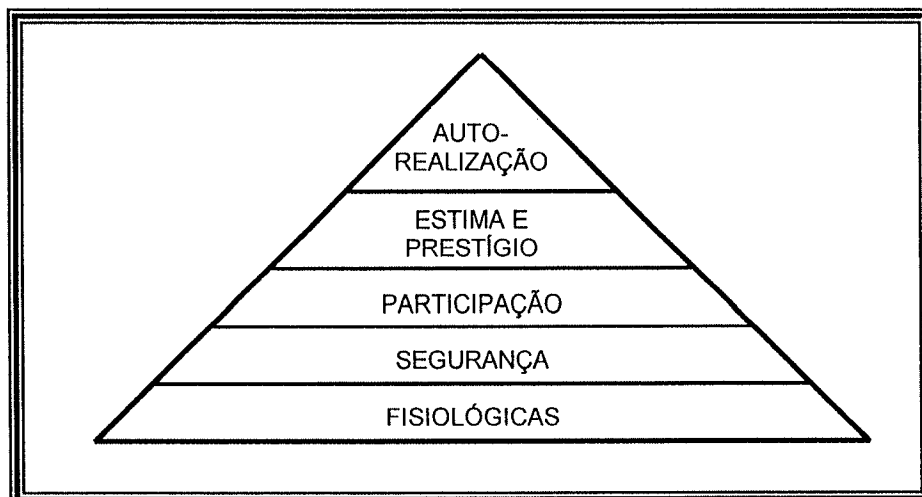 AUTO-
REALIZAÇÃO
ESTIMA E
PRESTÍGIO
PARTICIPAÇÃO
SEGURANÇA
FISIOLÓGICAS